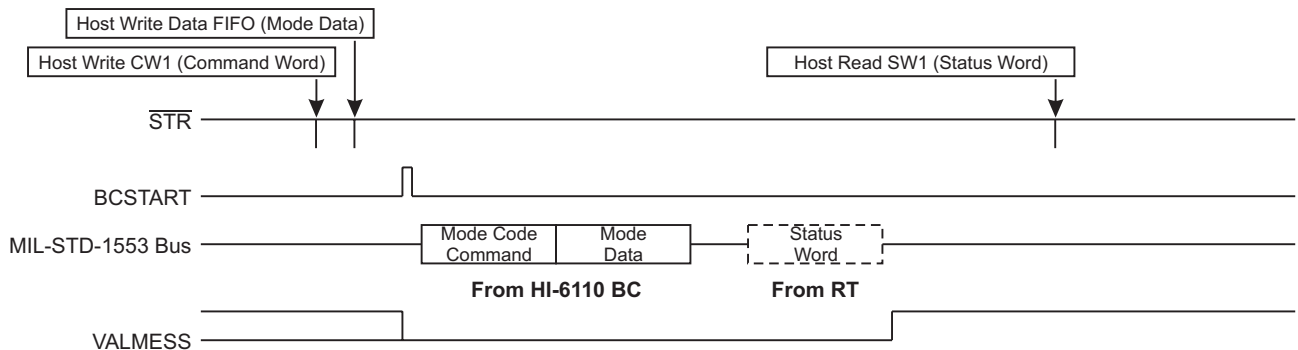 Host Write Data FIFO (Mode Data)
Host Write CW1 (Command Word)
Host Read SW1 (Status Word)
STR
BCSTART
MIL-STD-1553 Bus
Mode Code
Command
Mode
Data
Status
Word
From HI-6110 BC
From RT
VALMESS